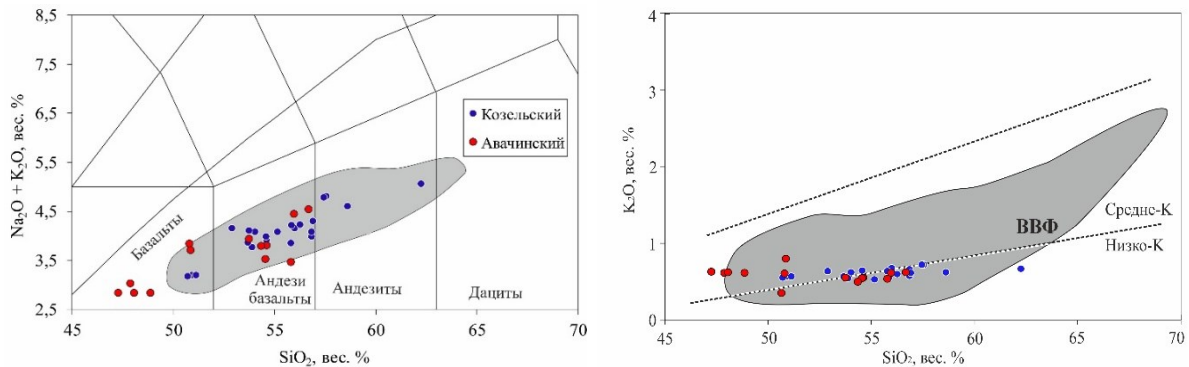 8,5
7,5
6,5
5,5
4,5
3,5
2,5
Na₂O + K₂O, вес. %
Козельский
Авачинский
Базальты
Андези
базальты
Андезиты
Дациты
45
50
55
60
65
70
SiO₂, вес. %
4
3
2
1
0
K₂O, вес. %
ВВФ
Средне-K
Низко-K
45
50
55
60
65
70
SiO₂, вес. %